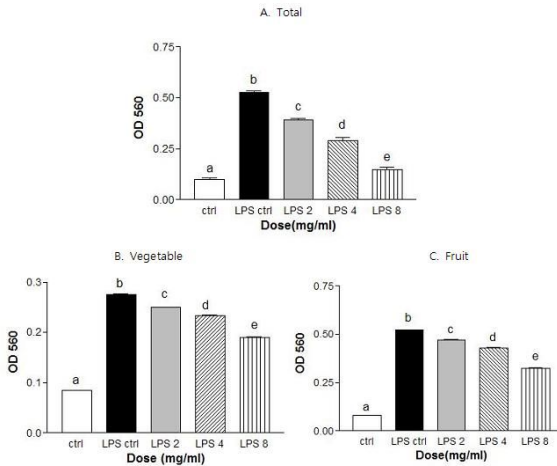 A. Total
OD 560
0.75
0.50
0.25
0.00
a
b
c
d
e
ctrl LPS ctrl LPS 2 LPS 4 LPS 8
Dose(mg/ml)
B. Vegetable
OD 560
0.3
0.2
0.1
0.0
a
b
c
d
e
ctrl LPS ctrl LPS 2 LPS 4 LPS 8
Dose (mg/ml)
C. Fruit
OD 560
0.75
0.50
0.25
0.00
a
b
c
d
e
ctrl LPS ctrl LPS 2 LPS 4 LPS 8
Dose (mg/ml)